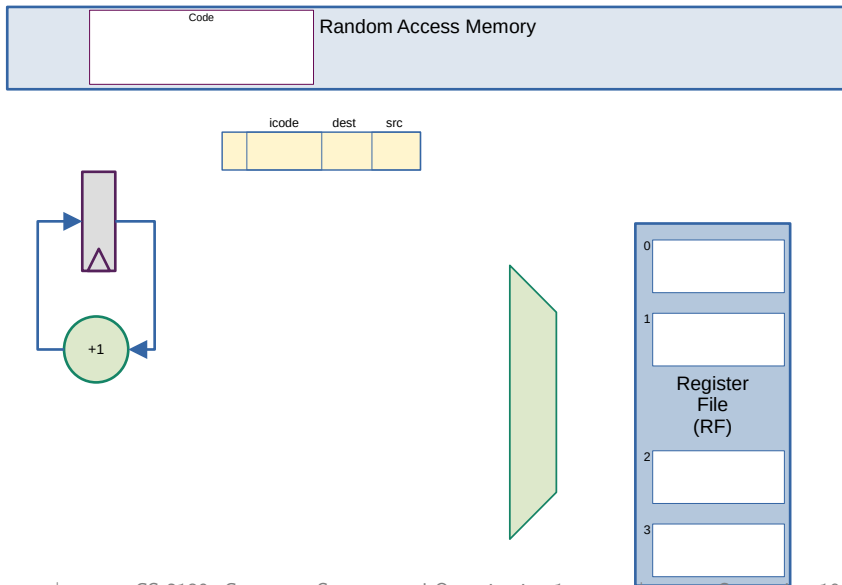 Code
Random Access Memory
icode dest src
0
1
+1
Register
File
(RF)
2
3